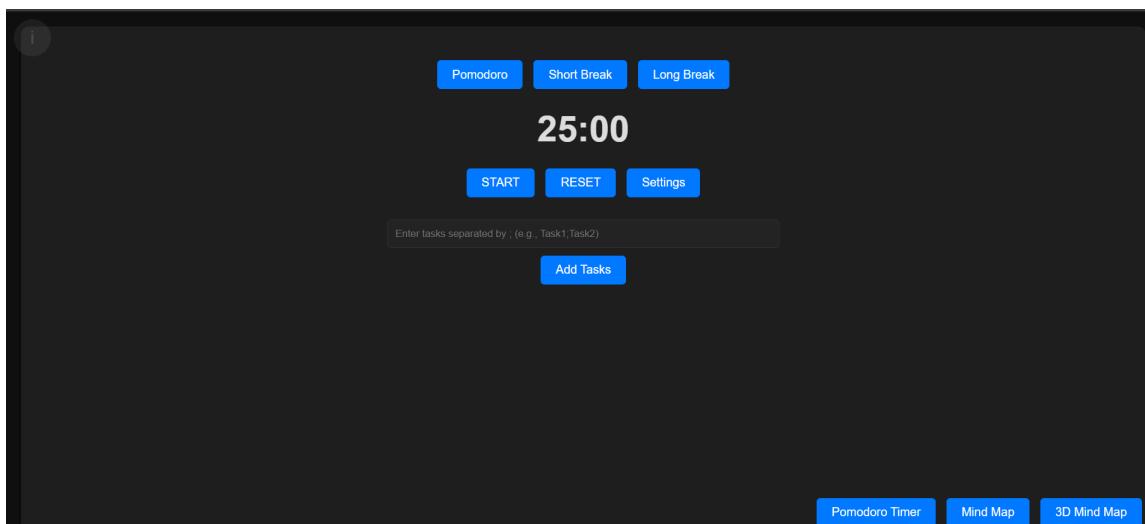 i
Pomodoro Short Break Long Break
25:00
START RESET Settings
Enter tasks separated by ; (e.g., Task1;Task2)
Add Tasks
Pomodoro Timer Mind Map 3D Mind Map